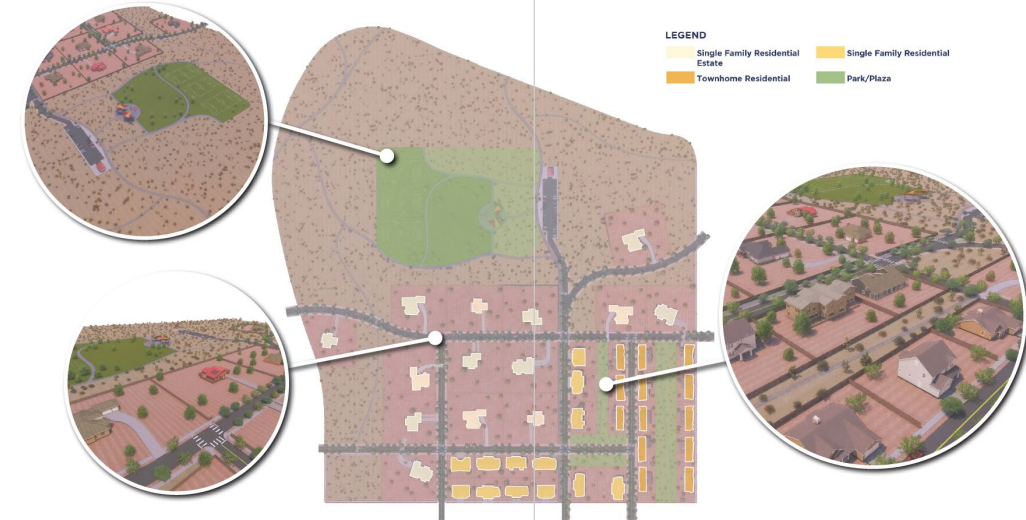 LEGEND
Single Family Residential
Estate
Single Family Residential
Townhome Residential
Park/Plaza